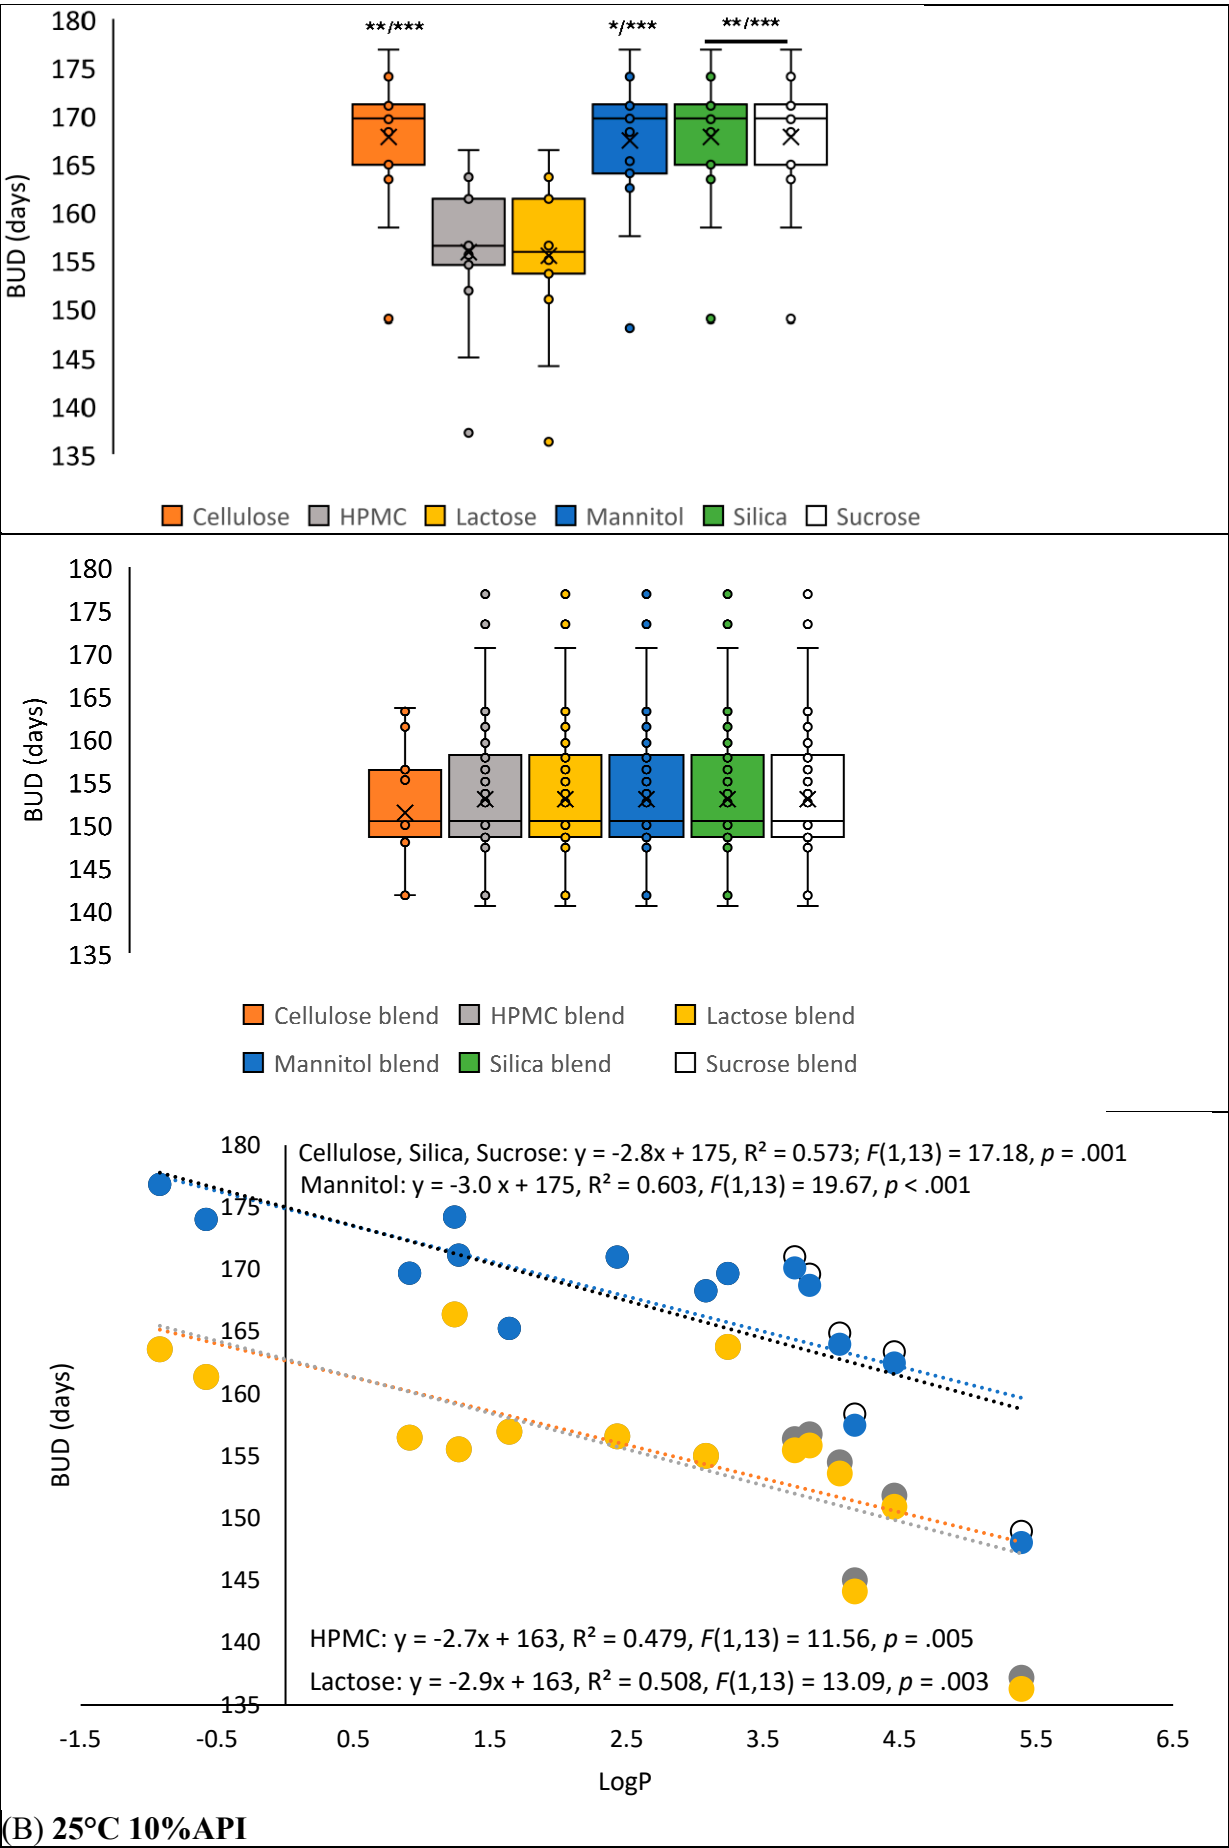 180
**/***
*/***
**/***
175
170
165
160
155
150
145
140
135
BUD (days)
Cellulose HPMC Lactose Mannitol Silica Sucrose
180
175
170
165
160
155
150
145
140
135
BUD (days)
Cellulose blend HPMC blend Lactose blend
Mannitol blend Silica blend Sucrose blend
Cellulose, Silica, Sucrose: y = -2.8x + 175, R² = 0.573; F(1,13) = 17.18, p = .001
Mannitol: y = -3.0 x + 175, R² = 0.603, F(1,13) = 19.67, p < .001
180
175
170
165
160
155
150
145
140
135
BUD (days)
HPMC: y = -2.7x + 163, R² = 0.479, F(1,13) = 11.56, p = .005
Lactose: y = -2.9x + 163, R² = 0.508, F(1,13) = 13.09, p = .003
-1.5 -0.5 0.5 1.5 2.5 3.5 4.5 5.5 6.5
LogP
(B) 25°C 10%API